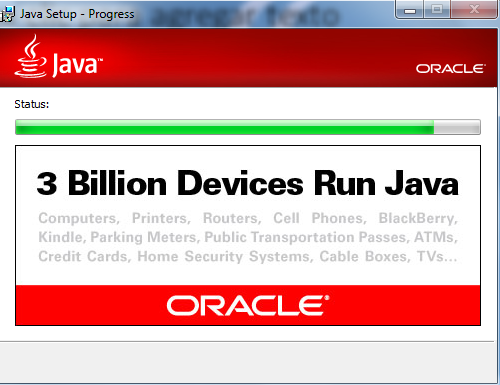 agregar texto
Java Setup - Progress
Java™
ORACLE
Status:
3 Billion Devices Run Java
Computers, Printers, Routers, Cell Phones, BlackBerry,
Kindle, Parking Meters, Public Transportation Passes, ATMs,
Credit Cards, Home Security Systems, Cable Boxes, TVs...
ORACLE®